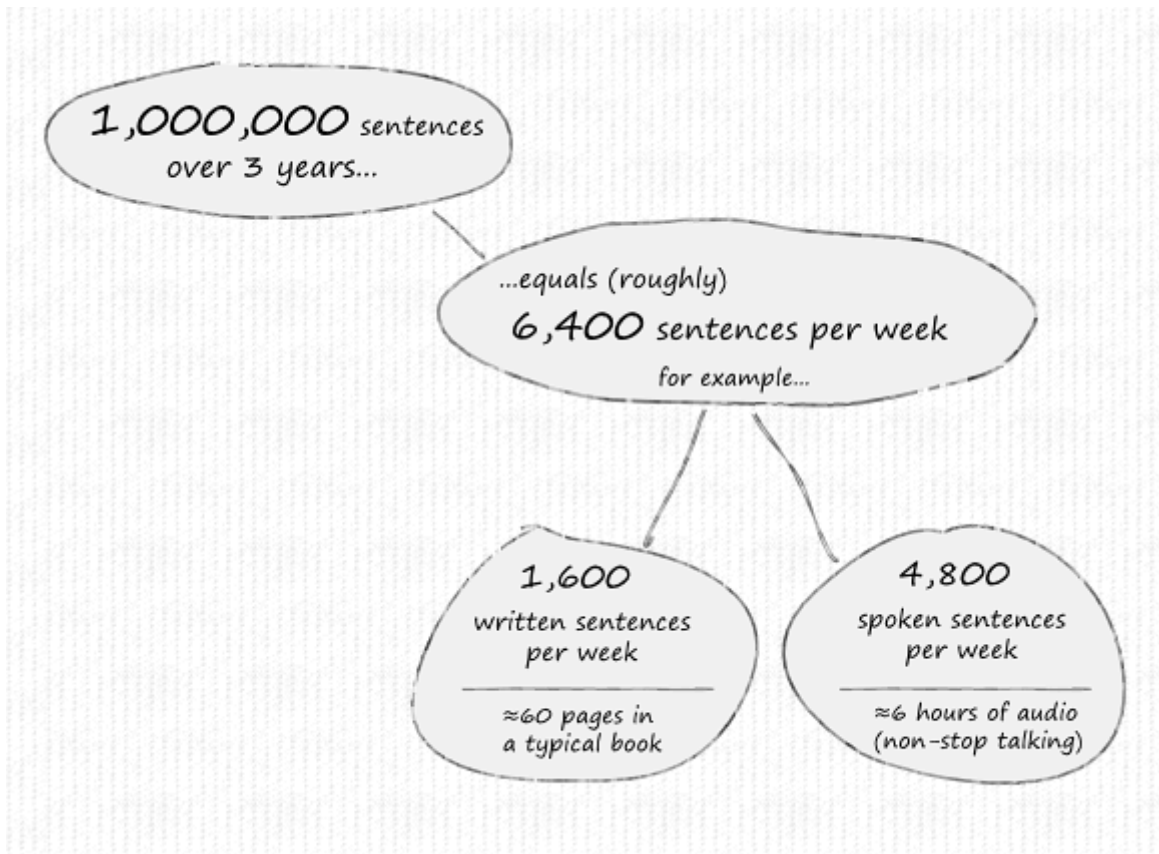 1,000,000 sentences
over 3 years...
...equals (roughly)
6,400 sentences per week
for example...
1,600
written sentences
per week
≈60 pages in
a typical book
4,800
spoken sentences
per week
≈6 hours of audio
(non-stop talking)